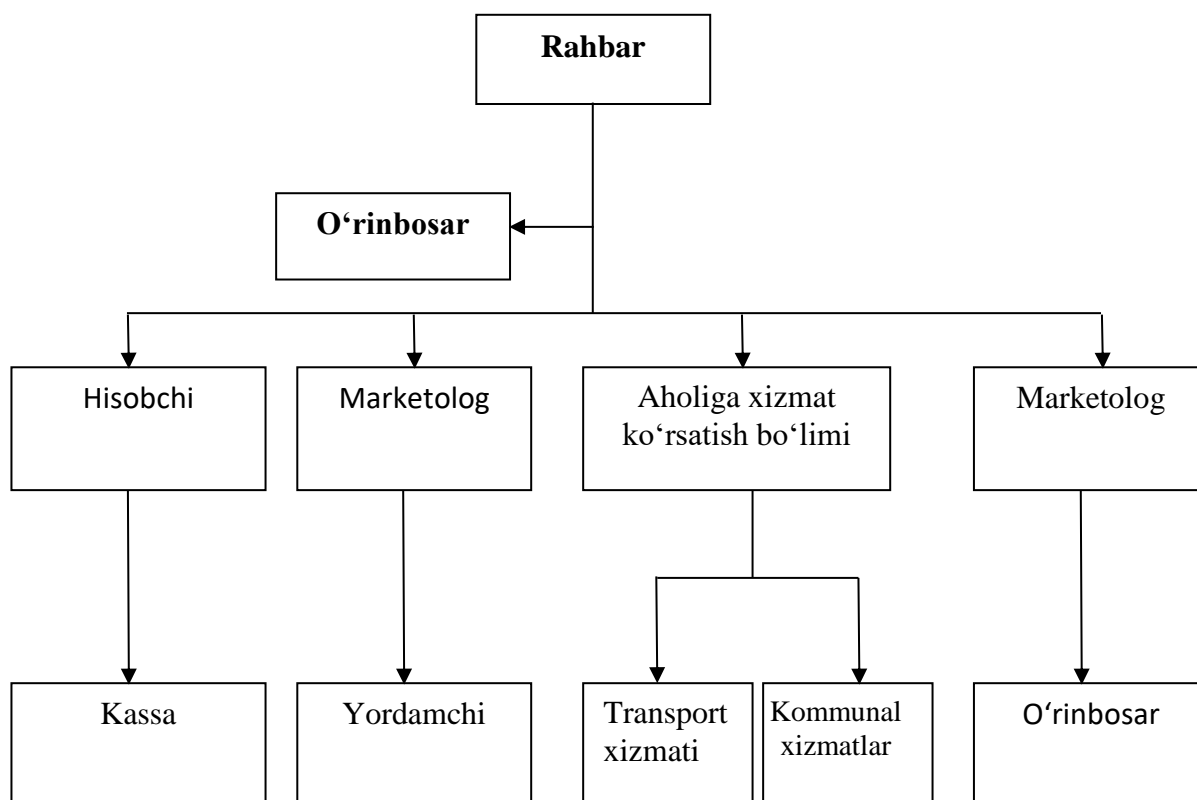 Rahbar
O‘rinbosar
Hisobchi
Marketolog
Aholiga xizmat
ko‘rsatish bo‘limi
Marketolog
Kassa
Yordamchi
Transport
xizmati
Kommunal
xizmatlar
O‘rinbosar